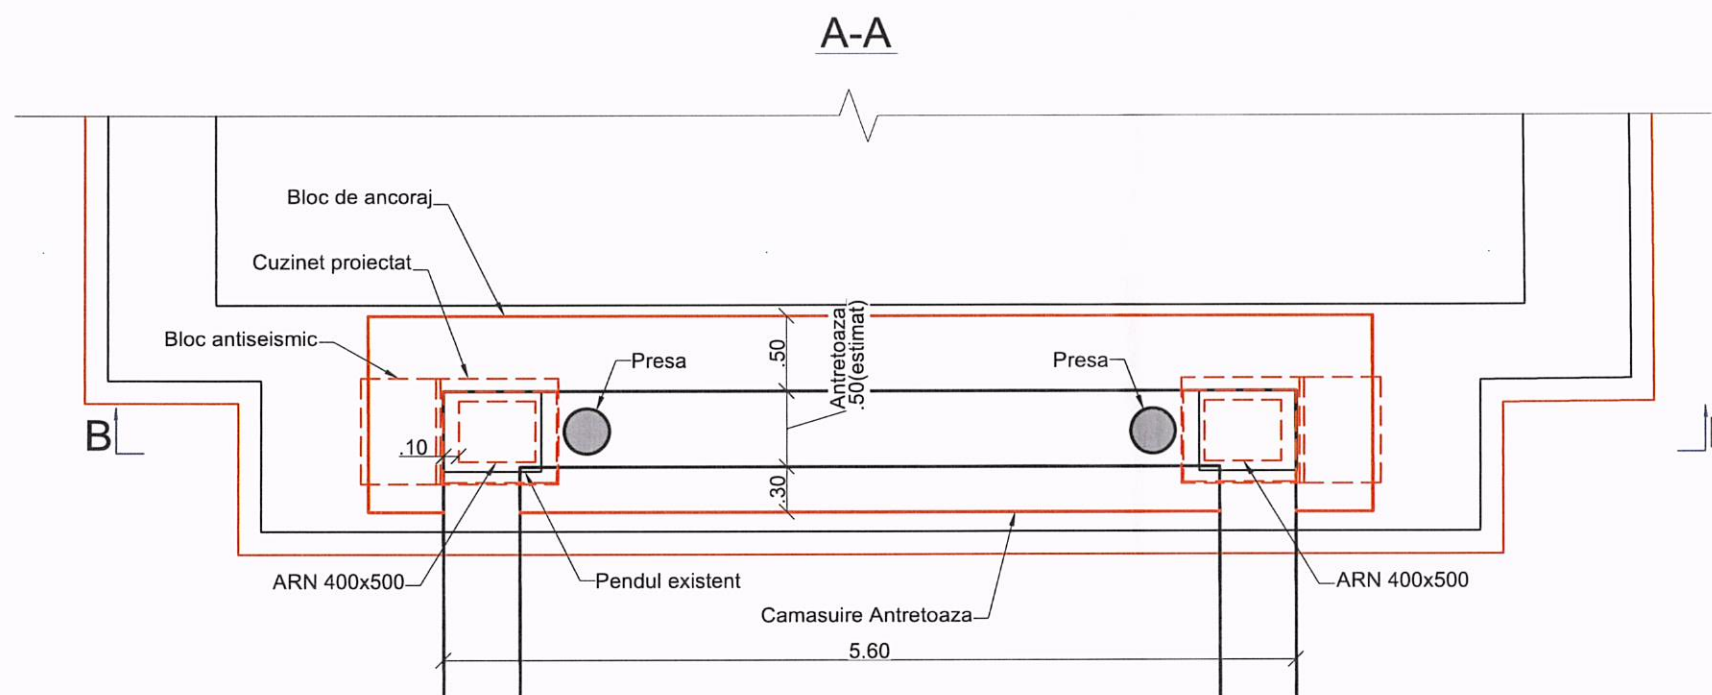 A-A
Bloc de ancoraj
Cuzinet proiectat
Bloc antiseismic
Presa
.50
Antretoaza
.50(estimat)
Presa
B
.10
.30
ARN 400x500
Pendul existent
Camasuire Antretoaza
ARN 400x500
5.60